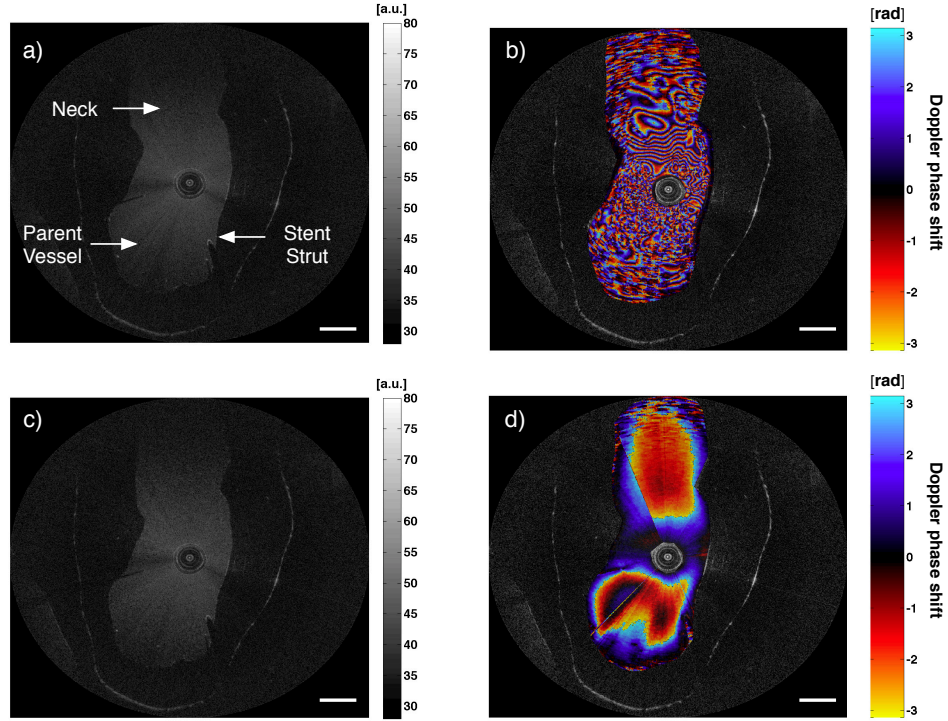 a)
Neck
Parent
Vessel
Stent
Strut
[a.u.]
80
75
70
65
60
55
50
45
40
35
30
b)
[rad]
3
2
1
0
-1
-2
-3
Doppler phase shift
c)
[a.u.]
80
75
70
65
60
55
50
45
40
35
30
d)
[rad]
3
2
1
0
-1
-2
-3
Doppler phase shift